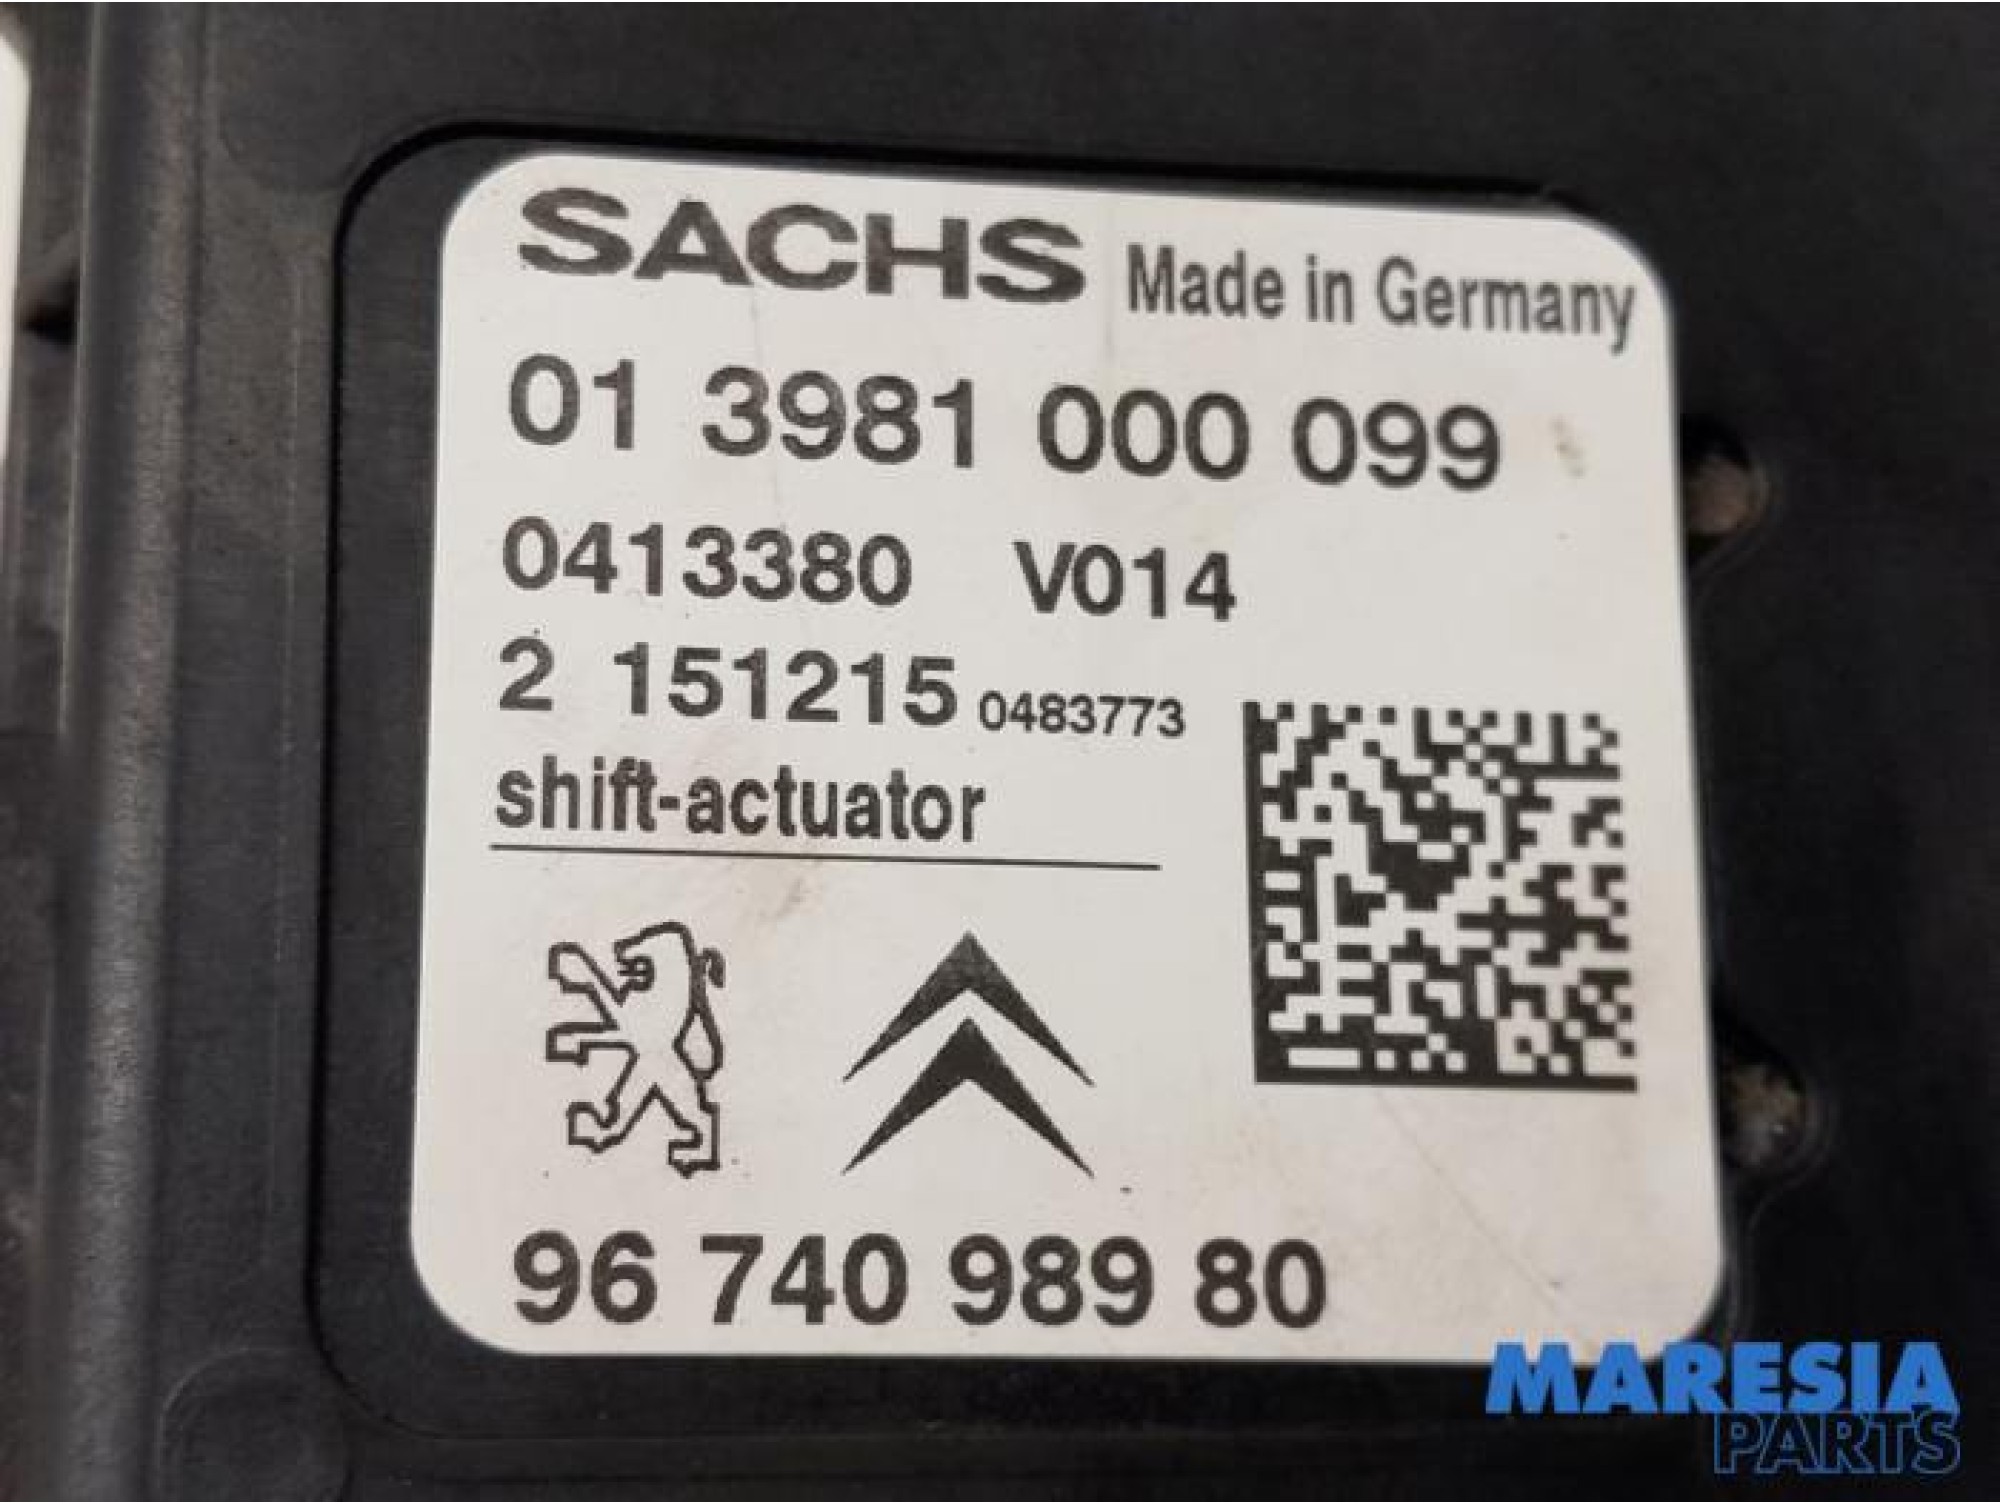 SACHS Made in Germany
01 3981 000 099
0413380 V014
2 151215 0483773
shift-actuator
96 740 989 80
MARESIA
PARTS